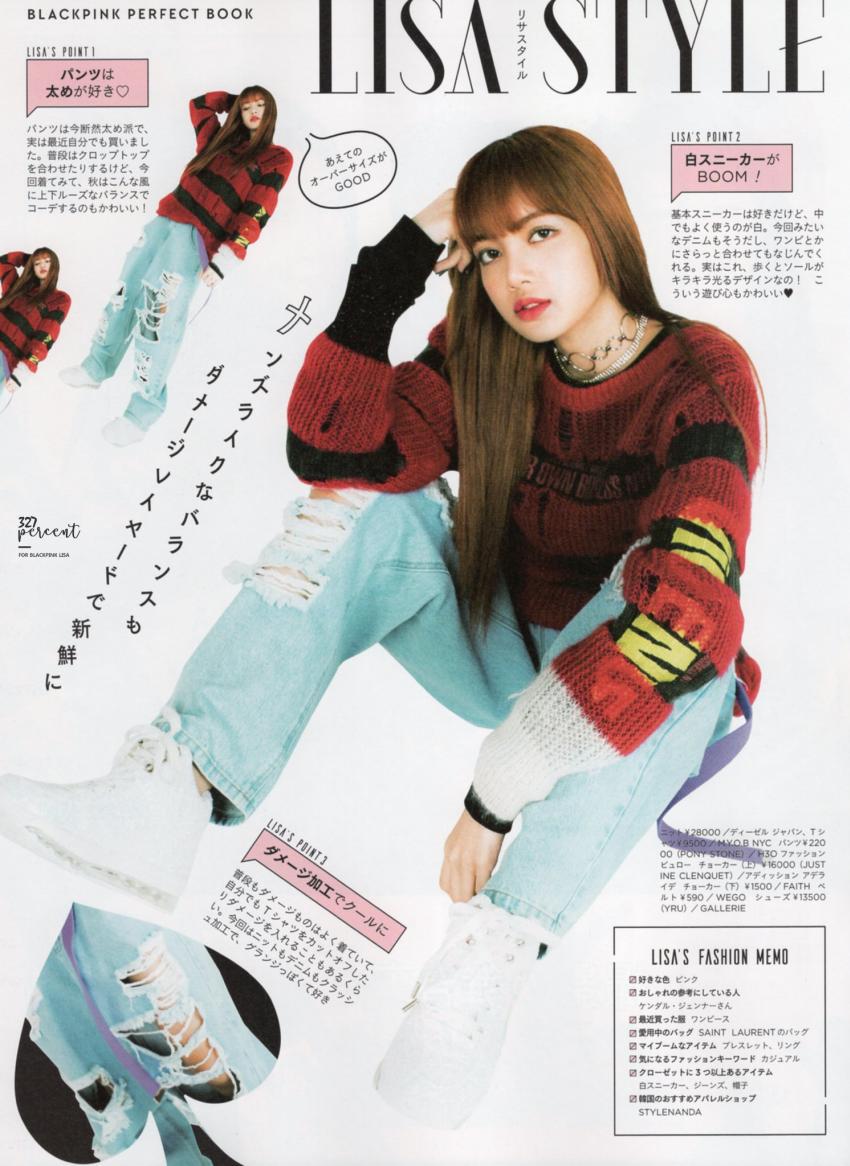 BLACKPINK PERFECT BOOK
LISA STYLE
リサスタイル
LISA'S POINT 1
パンツは
太めが好き♡
パンツは今断然太め派で、
実は最近自分でも買いまし
た。普段はクロップトップ
を合わせたりするけど、今
回着てみて、秋はこんな風
に上下ルーズなバランスで
コーデするのもかわいい！
あえての
オーバーサイズが
GOOD
LISA'S POINT 2
白スニーカーが
BOOM！
基本スニーカーは好きだけど、中
でもよく使うのが白。今回みたい
なデニムもそうだし、ワンピとか
にさらっと合わせてもなじんでく
れる。実はこれ、歩くとソールが
キラキラ光るデザインなの！　こ
ういう遊び心もかわいい♥
メンズライクなバランスも
ダメージレイヤードで新鮮に
327
percent
FOR BLACKPINK LISA
LISA'S POINT 3
ダメージ加工でクールに
普段もダメージものはよく着ていて、
自分でもTシャツをカットオフした
りダメージを入れることもあるくら
い。今回はニットもデニムもクラッシ
ュ加工で、グランジっぽくて好き
ニット¥28000／ディーゼル ジャパン、Tシ
ャツ¥9500／M.Y.O.B NYC　パンツ¥220
00（PONY STONE）／H3O ファッション
ビュロー　チョーカー（上）¥16000（JUST
INE CLENQUET）／アディッション アデラ
イデ　チョーカー（下）¥1500／FAITH　ベ
ルト¥590／WEGO　シューズ¥13500
（YRU）／GALLERIE
LISA'S FASHION MEMO
☑好きな色　ピンク
☑おしゃれの参考にしている人
ケンダル・ジェンナーさん
☑最近買った服　ワンピース
☑愛用中のバッグ　SAINT LAURENTのバッグ
☑マイブームなアイテム　ブレスレット、リング
☑気になるファッションキーワード　カジュアル
☑クローゼットに3つ以上あるアイテム
白スニーカー、ジーンズ、帽子
☑韓国のおすすめアパレルショップ
STYLENANDA